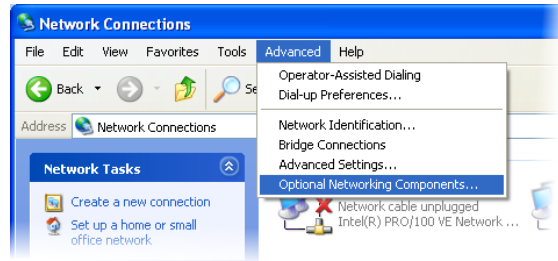 Network Connections
File Edit View Favorites Tools Advanced Help
Back
Operator-Assisted Dialing
Dial-up Preferences...
Network Identification...
Bridge Connections
Advanced Settings...
Optional Networking Components...
Address Network Connections
Network Tasks
Create a new connection
Set up a home or small
office network
Network cable unplugged
Intel(R) PRO/100 VE Network ...